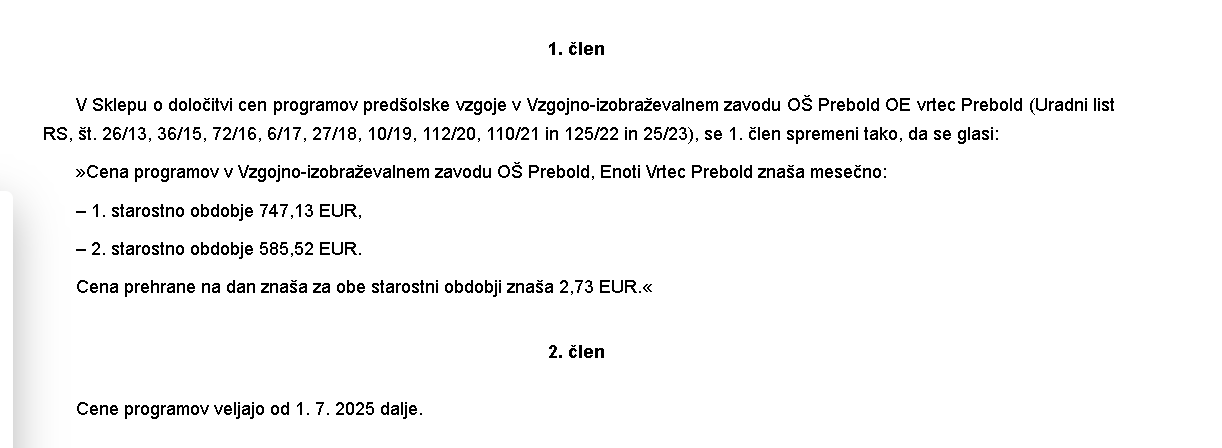 1. člen
V Sklepu o določitvi cen programov predšolske vzgoje v Vzgojno-izobraževalnem zavodu OŠ Prebold OE vrtec Prebold (Uradni list
RS, št. 26/13, 36/15, 72/16, 6/17, 27/18, 10/19, 112/20, 110/21 in 125/22 in 25/23), se 1. člen spremeni tako, da se glasi:
»Cena programov v Vzgojno-izobraževalnem zavodu OŠ Prebold, Enoti Vrtec Prebold znaša mesečno:
– 1. starostno obdobje 747,13 EUR,
– 2. starostno obdobje 585,52 EUR.
Cena prehrane na dan znaša za obe starostni obdobji znaša 2,73 EUR.«
2. člen
Cene programov veljajo od 1. 7. 2025 dalje.